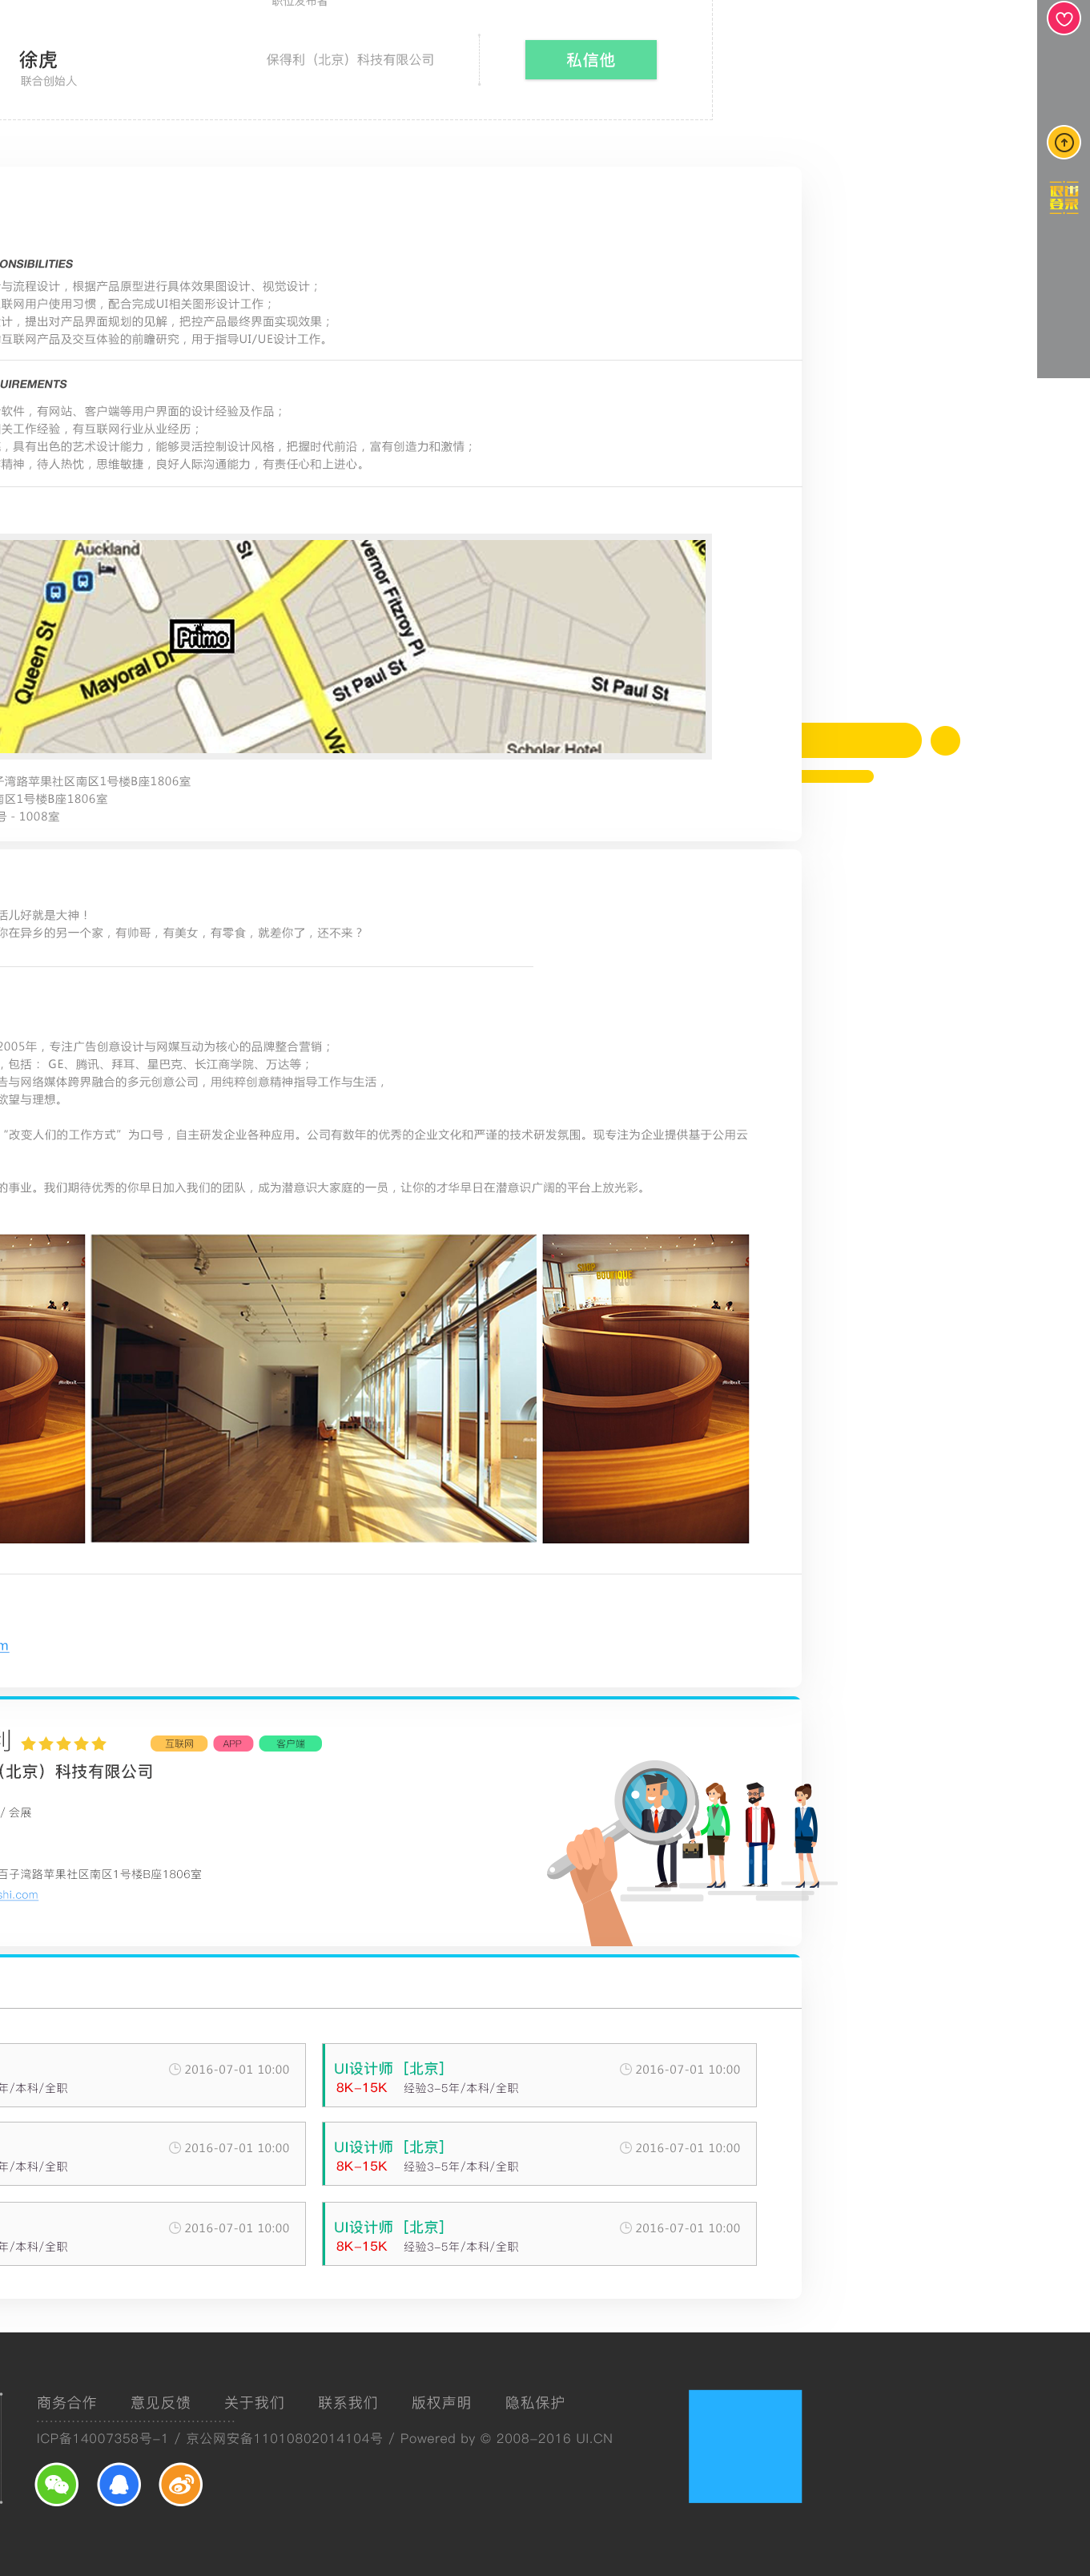 职位发布者
徐虎
联合创始人
保得利（北京）科技有限公司
私信他
ONSIBILITIES
与流程设计，根据产品原型进行具体效果图设计、视觉设计；
联网用户使用习惯，配合完成UI相关图形设计工作；
计，提出对产品界面规划的见解，把控产品最终界面实现效果；
互联网产品及交互体验的前瞻研究，用于指导UI/UE设计工作。
UIREMENTS
软件，有网站、客户端等用户界面的设计经验及作品；
关工作经验，有互联网行业从业经历；
，具有出色的艺术设计能力，能够灵活控制设计风格，把握时代前沿，富有创造力和激情；
精神，待人热忱，思维敏捷，良好人际沟通能力，有责任心和上进心。
Auckland
St
vernor Fitzroy Pl
Queen St
Primo
Mayoral Dr
St Paul St
St Paul St
We
Scholar Hotel
子湾路苹果社区南区1号楼B座1806室
南区1号楼B座1806室
号 - 1008室
活儿好就是大神！
你在异乡的另一个家，有帅哥，有美女，有零食，就差你了，还不来？
2005年，专注广告创意设计与网媒互动为核心的品牌整合营销；
，包括： GE、腾讯、拜耳、星巴克、长江商学院、万达等；
告与网络媒体跨界融合的多元创意公司，用纯粹创意精神指导工作与生活，
欲望与理想。
“改变人们的工作方式”为口号，自主研发企业各种应用。公司有数年的优秀的企业文化和严谨的技术研发氛围。现专注为企业提供基于公用云
的事业。我们期待优秀的你早日加入我们的团队，成为潜意识大家庭的一员，让你的才华早日在潜意识广阔的平台上放光彩。
SHOP
BOUTIQUE
m
利
互联网 APP 客户端
（北京）科技有限公司
/ 会展
百子湾路苹果社区南区1号楼B座1806室
shi.com
2016-07-01 10:00
年/本科/全职
UI设计师［北京］ 2016-07-01 10:00
8K-15K 经验3-5年/本科/全职
2016-07-01 10:00
年/本科/全职
UI设计师［北京］ 2016-07-01 10:00
8K-15K 经验3-5年/本科/全职
2016-07-01 10:00
年/本科/全职
UI设计师［北京］ 2016-07-01 10:00
8K-15K 经验3-5年/本科/全职
商务合作 意见反馈 关于我们 联系我们 版权声明 隐私保护
ICP备14007358号-1 / 京公网安备11010802014104号 / Powered by © 2008-2016 UI.CN